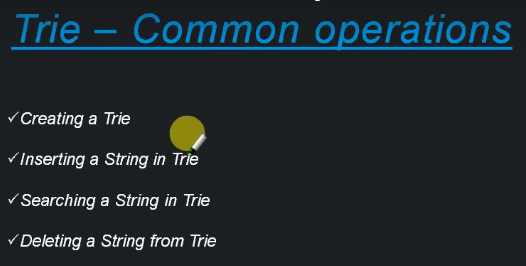 Trie – Common operations
✓Creating a Trie
✓Inserting a String in Trie
✓Searching a String in Trie
✓Deleting a String from Trie